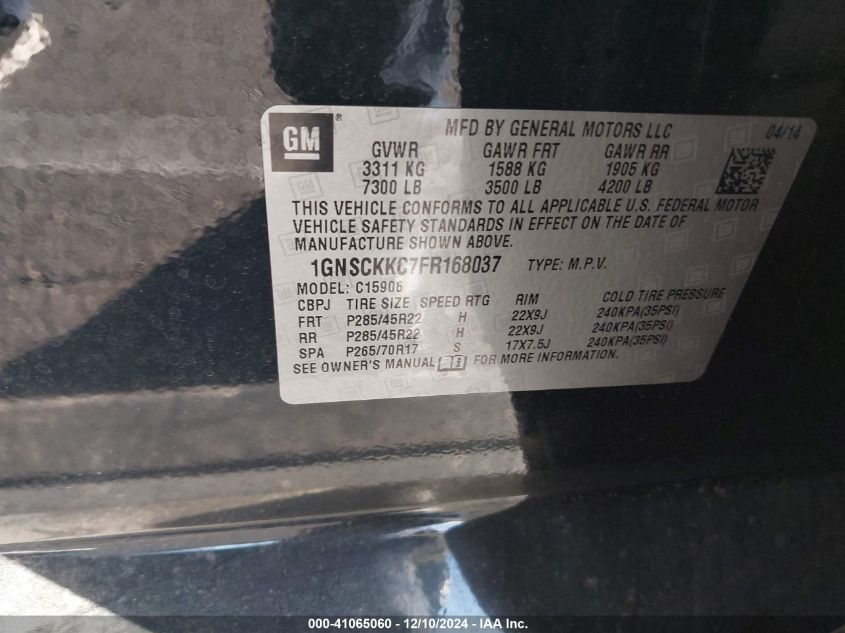 GM ®
MFD BY GENERAL MOTORS LLC 04/14
GVWR GAWR FRT GAWR RR
3311 KG 1588 KG 1905 KG
7300 LB 3500 LB 4200 LB
THIS VEHICLE CONFORMS TO ALL APPLICABLE U.S. FEDERAL MOTOR
VEHICLE SAFETY STANDARDS IN EFFECT ON THE DATE OF
MANUFACTURE SHOWN ABOVE.
1GNSCKKC7FR168037 TYPE: M.P.V.
MODEL: C15906
CBPJ TIRE SIZE SPEED RTG RIM COLD TIRE PRESSURE
FRT P285/45R22 H 22X9J 240KPA(35PSI)
RR P285/45R22 H 22X9J 240KPA(35PSI)
SPA P265/70R17 S 17X7.5J 240KPA(35PSI)
SEE OWNER'S MANUAL FOR MORE INFORMATION.
000-41065060 - 12/10/2024 - IAA Inc.